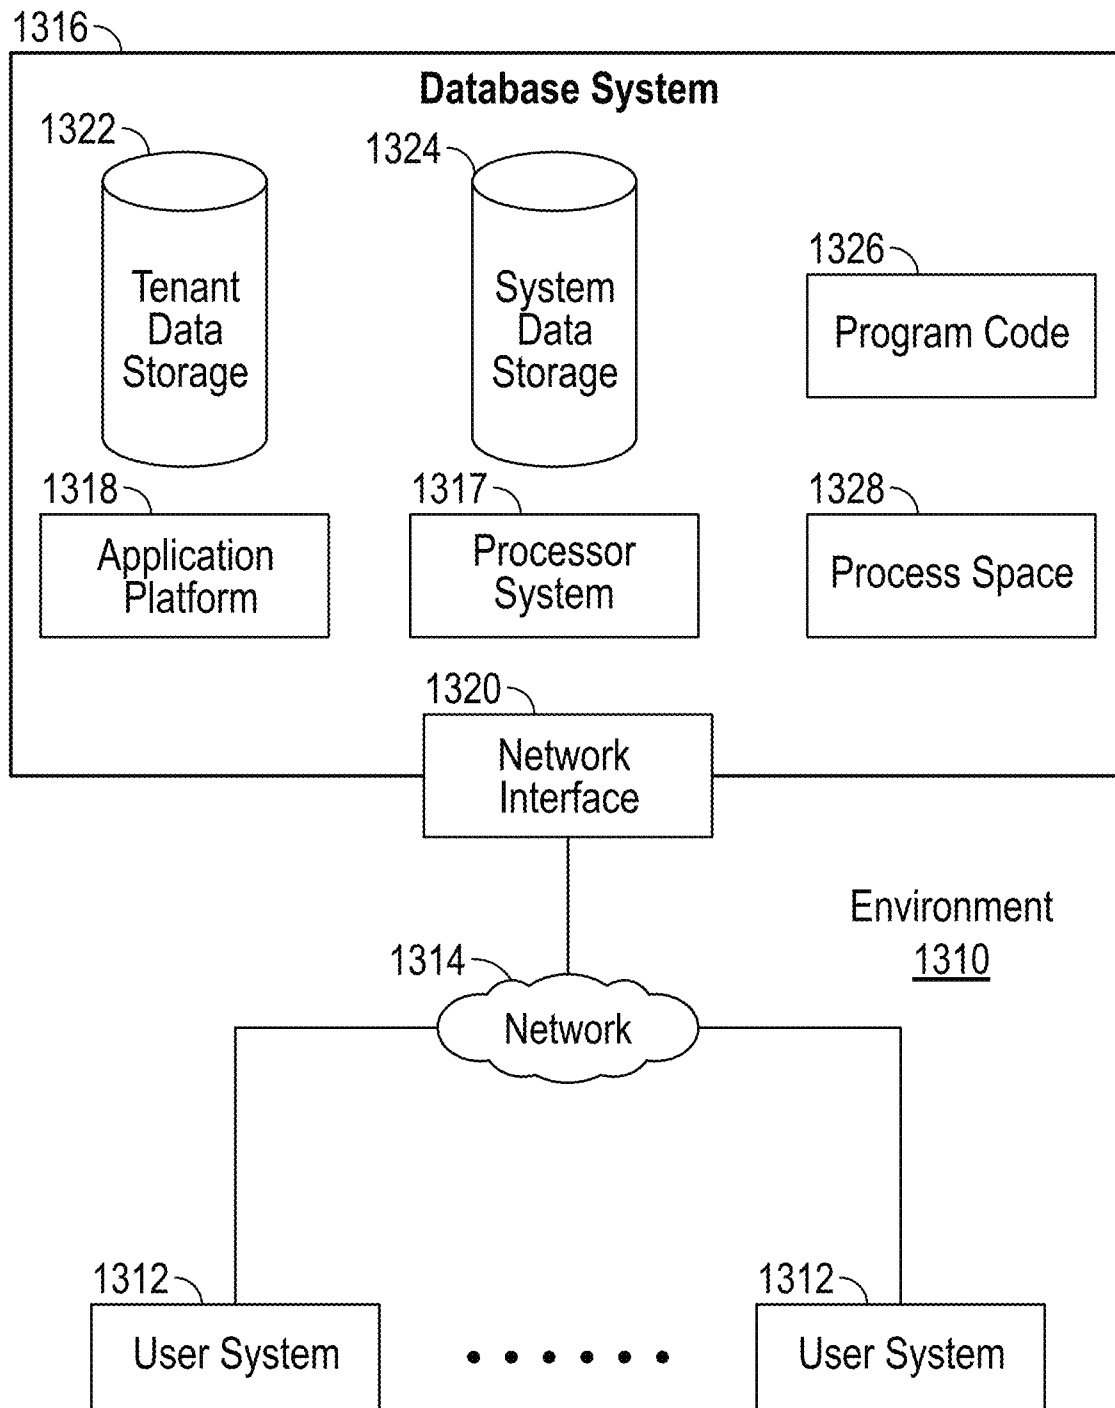 1316
Database System
1322
1324
Tenant
Data
Storage
System
Data
Storage
1326
Program Code
1318
Application
Platform
1317
Processor
System
1328
Process Space
1320
Network
Interface
Environment
1310
1314
Network
1312
User System
1312
User System